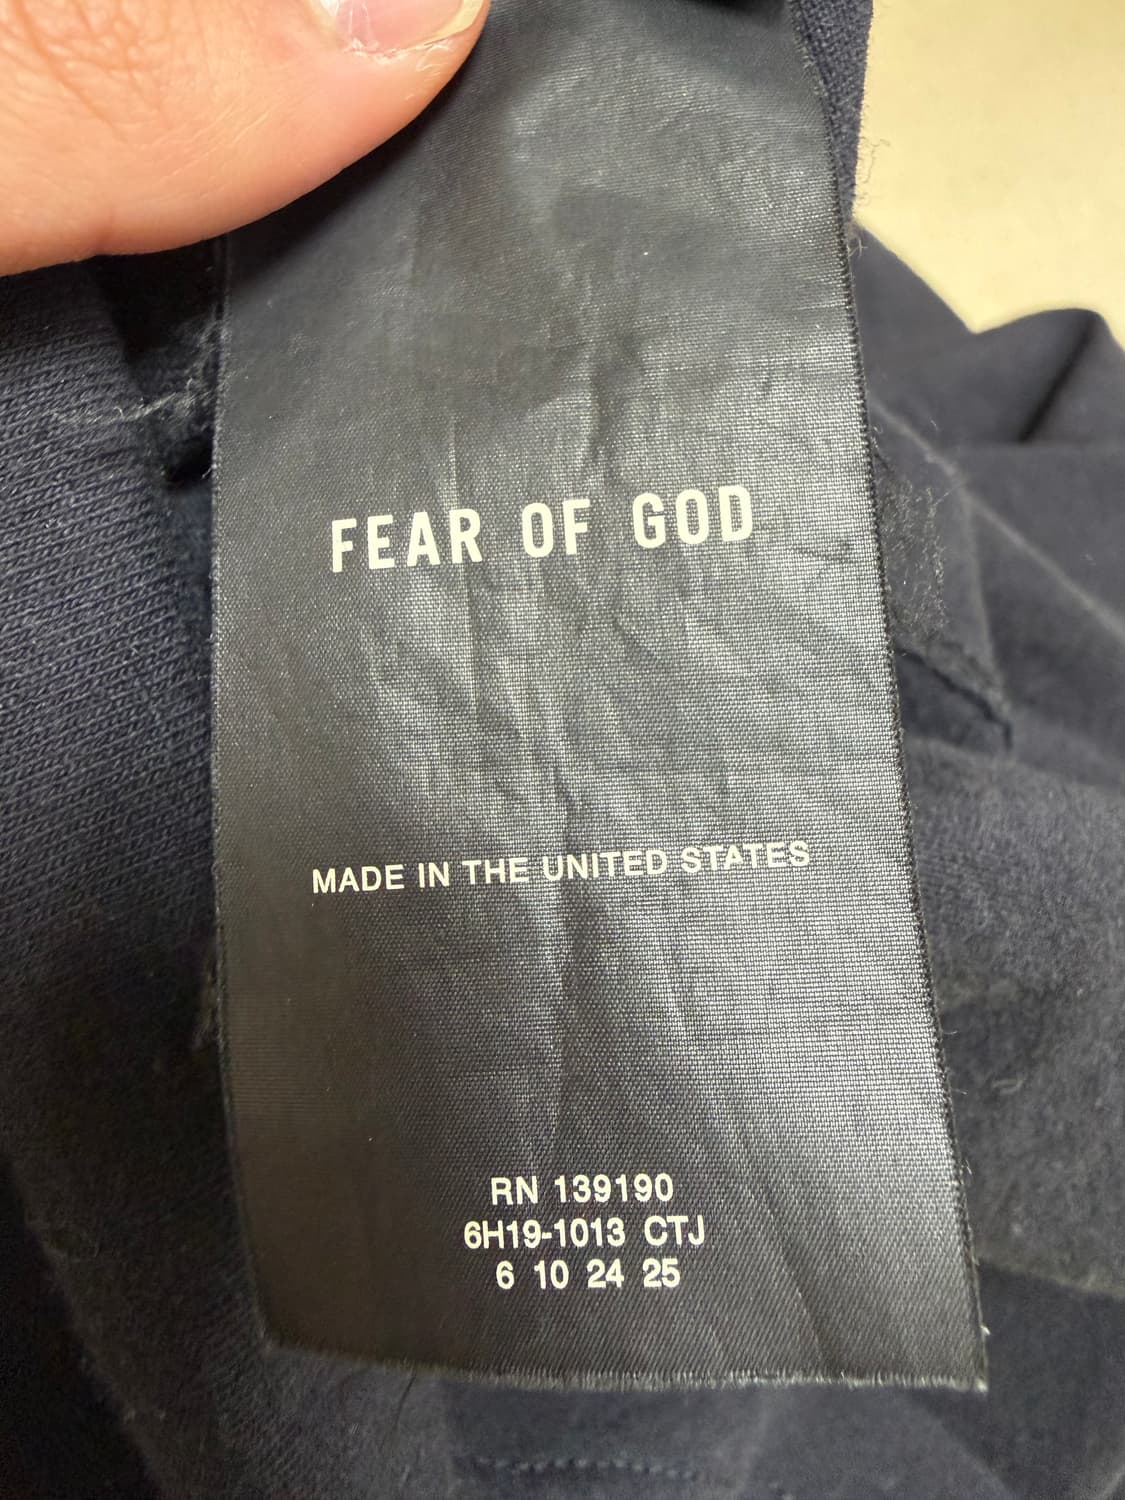 FEAR OF GOD
MADE IN THE UNITED STATES
RN 139190
6H19-1013 CTJ
6 10 24 25